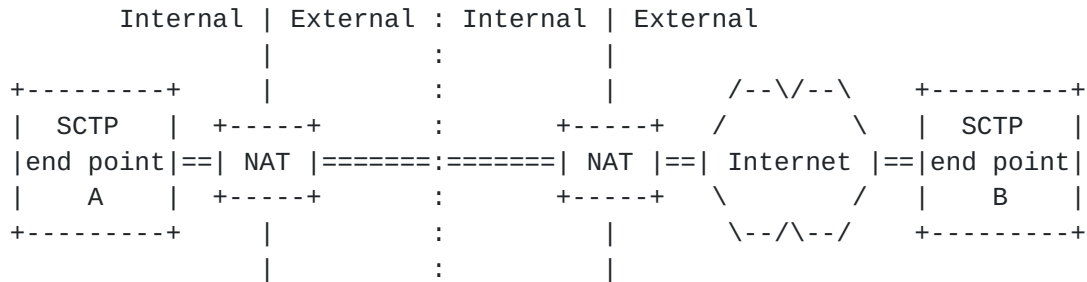 Internal | External : Internal | External
                 |          :          |
+---------+      |          :          |       /--\/--\     +---------+
|  SCTP   |  +-----+        :       +-----+   /        \    |  SCTP   |
|end point|==| NAT |=======:=======| NAT |==| Internet |==|end point|
|    A    |  +-----+        :       +-----+   \        /    |    B    |
+---------+      |          :          |       \--/\--/     +---------+
                 |          :          |